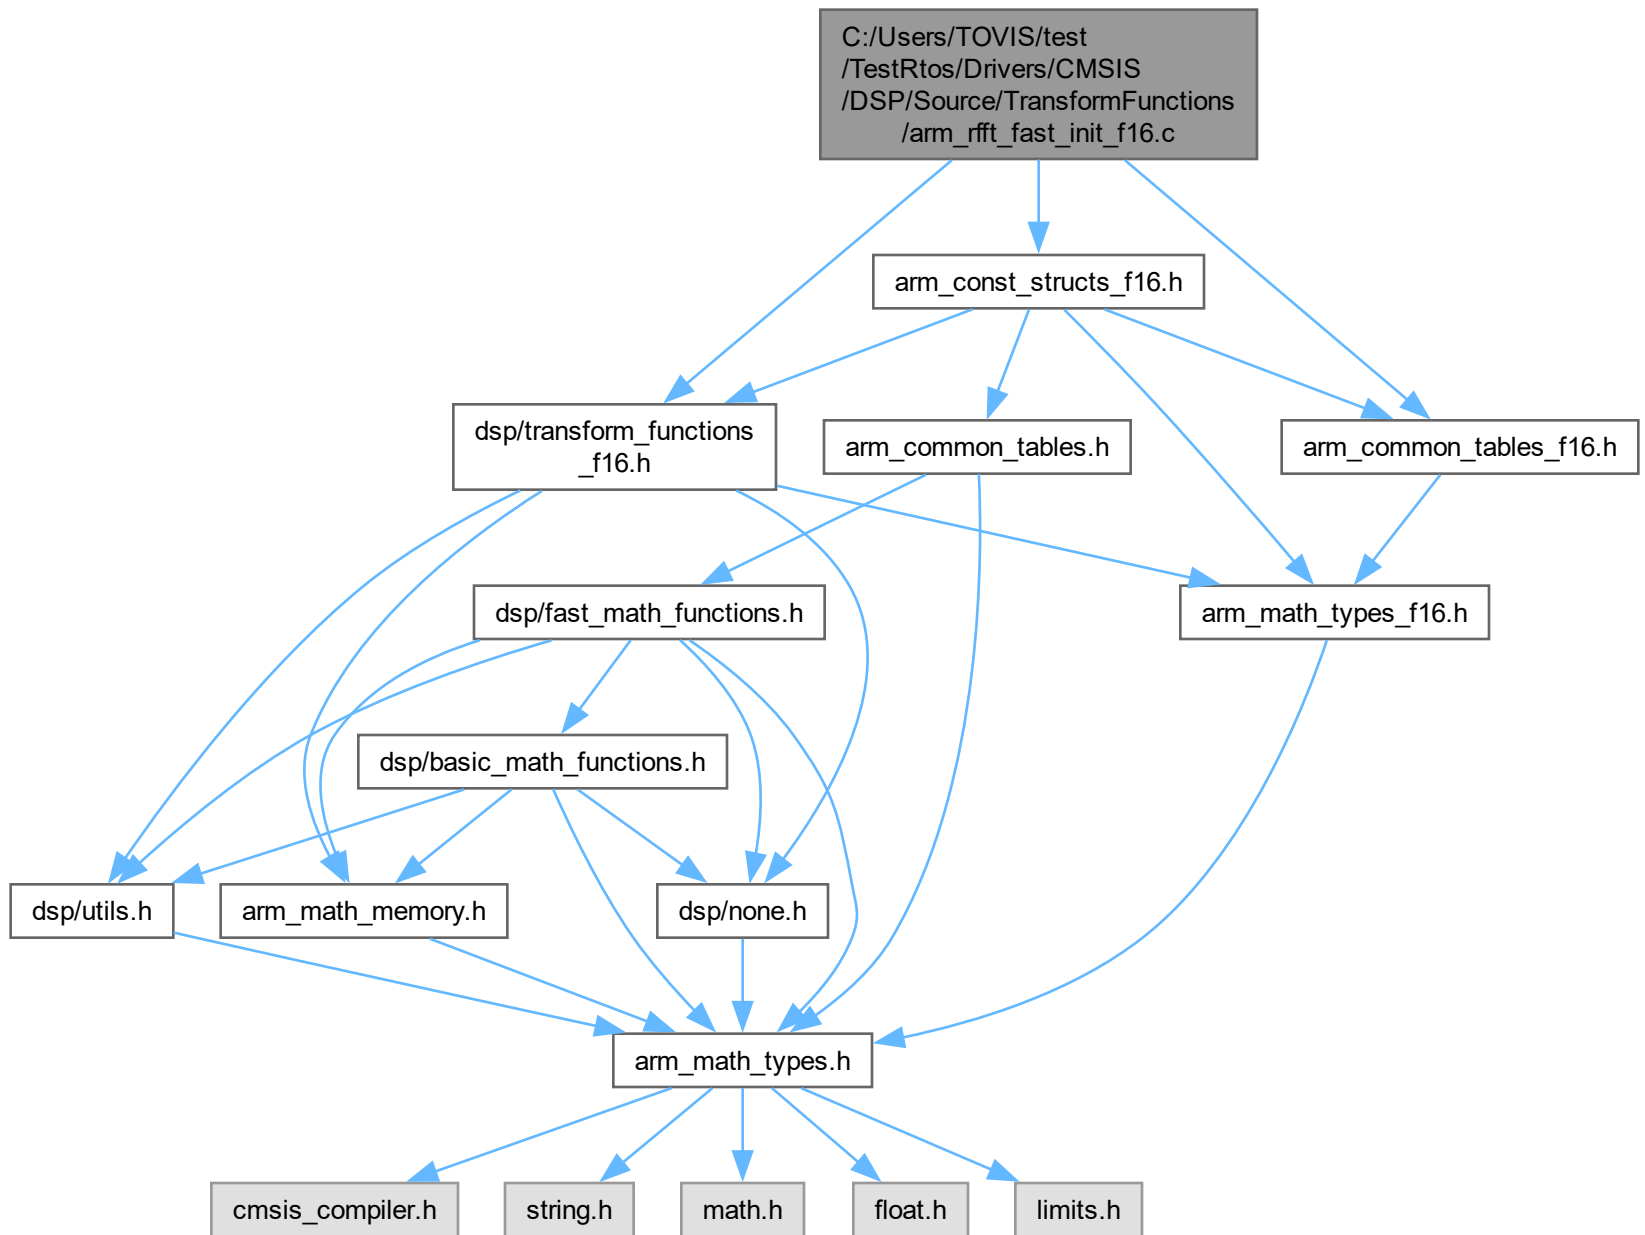 C:/Users/TOVIS/test
/TestRtos/Drivers/CMSIS
/DSP/Source/TransformFunctions
/arm_rfft_fast_init_f16.c
arm_const_structs_f16.h
dsp/transform_functions
_f16.h
arm_common_tables.h
arm_common_tables_f16.h
dsp/fast_math_functions.h
arm_math_types_f16.h
dsp/basic_math_functions.h
dsp/utils.h
arm_math_memory.h
dsp/none.h
arm_math_types.h
cmsis_compiler.h
string.h
math.h
float.h
limits.h